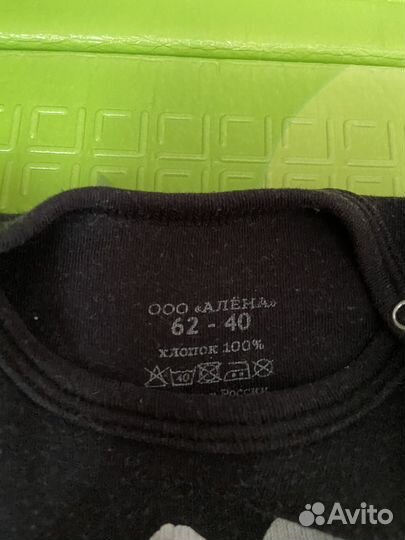 ООО «АЛЁНА»
62 - 40
хлопок 100%
40
России
Avito